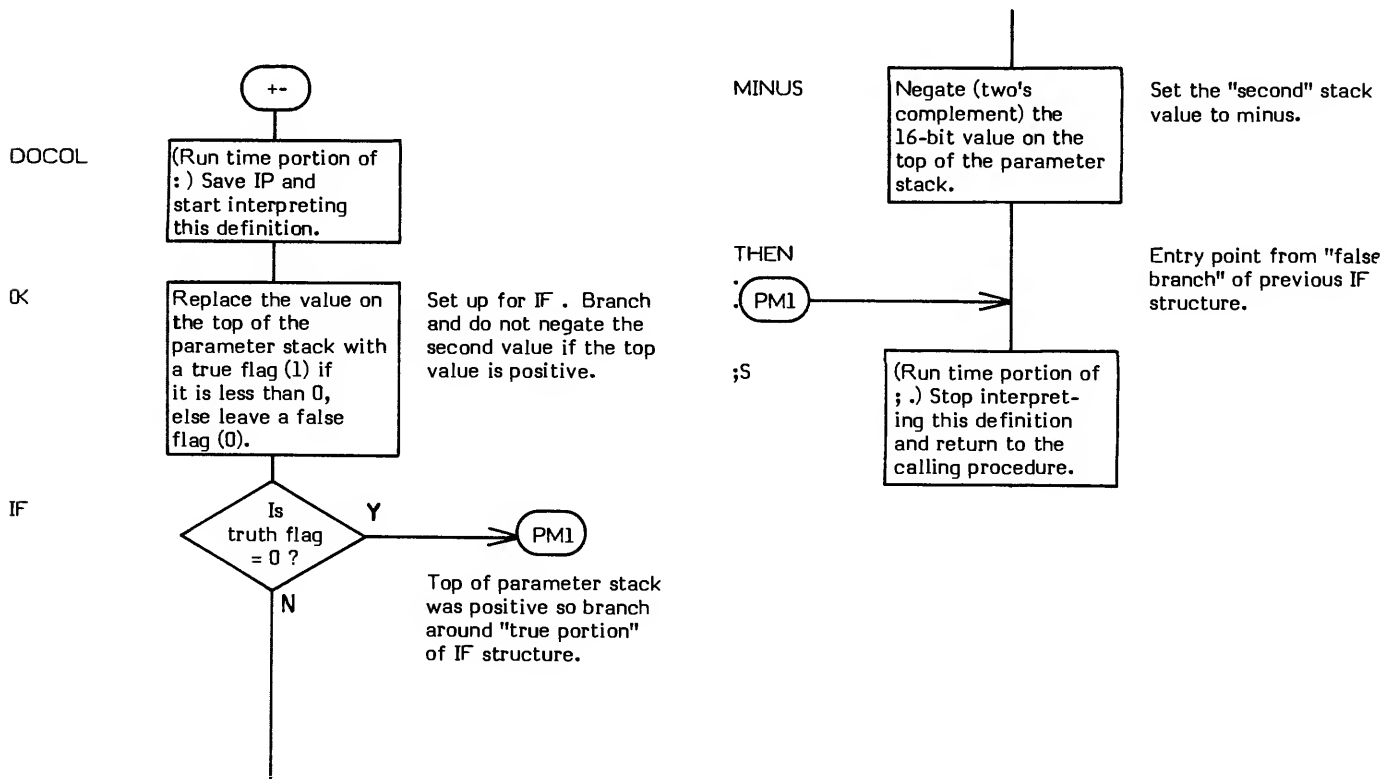 +-
DOCOL
(Run time portion of
: ) Save IP and
start interpreting
this definition.
0<
Replace the value on
the top of the
parameter stack with
a true flag (1) if
it is less than 0,
else leave a false
flag (0).
Set up for IF . Branch
and do not negate the
second value if the top
value is positive.
IF
Is
truth flag
= 0 ?
Y
PM1
N
Top of parameter stack
was positive so branch
around "true portion"
of IF structure.
MINUS
Negate (two's
complement) the
16-bit value on the
top of the parameter
stack.
Set the "second" stack
value to minus.
THEN
PM1
Entry point from "false
branch" of previous IF
structure.
;S
(Run time portion of
; .) Stop interpret-
ing this definition
and return to the
calling procedure.